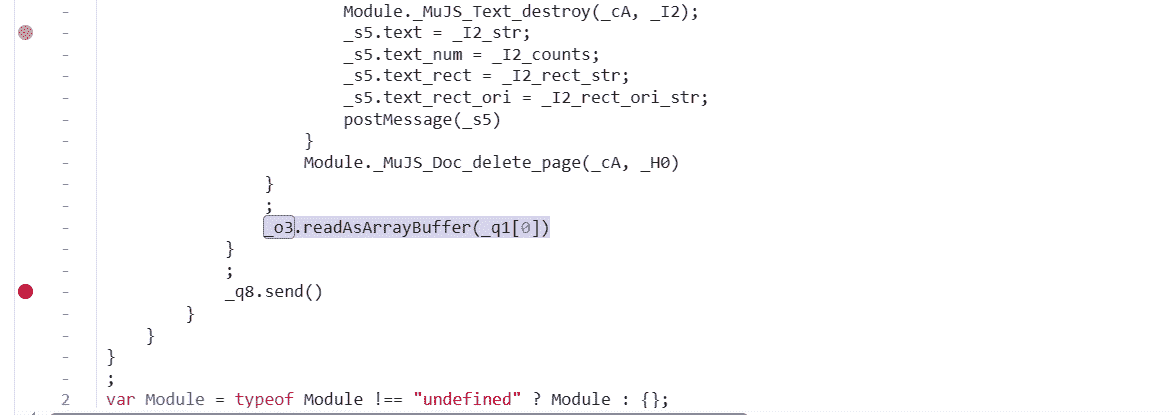 - Module._MuJS_Text_destroy(_cA, _I2);
- _s5.text = _I2_str;
- _s5.text_num = _I2_counts;
- _s5.text_rect = _I2_rect_str;
- _s5.text_rect_ori = _I2_rect_ori_str;
- postMessage(_s5)
- }
- Module._MuJS_Doc_delete_page(_cA, _H0)
- }
- ;
- _o3.readAsArrayBuffer(_q1[0])
- }
- ;
- _q8.send()
- }
- }
- }
- ;
2 var Module = typeof Module !== "undefined" ? Module : {};